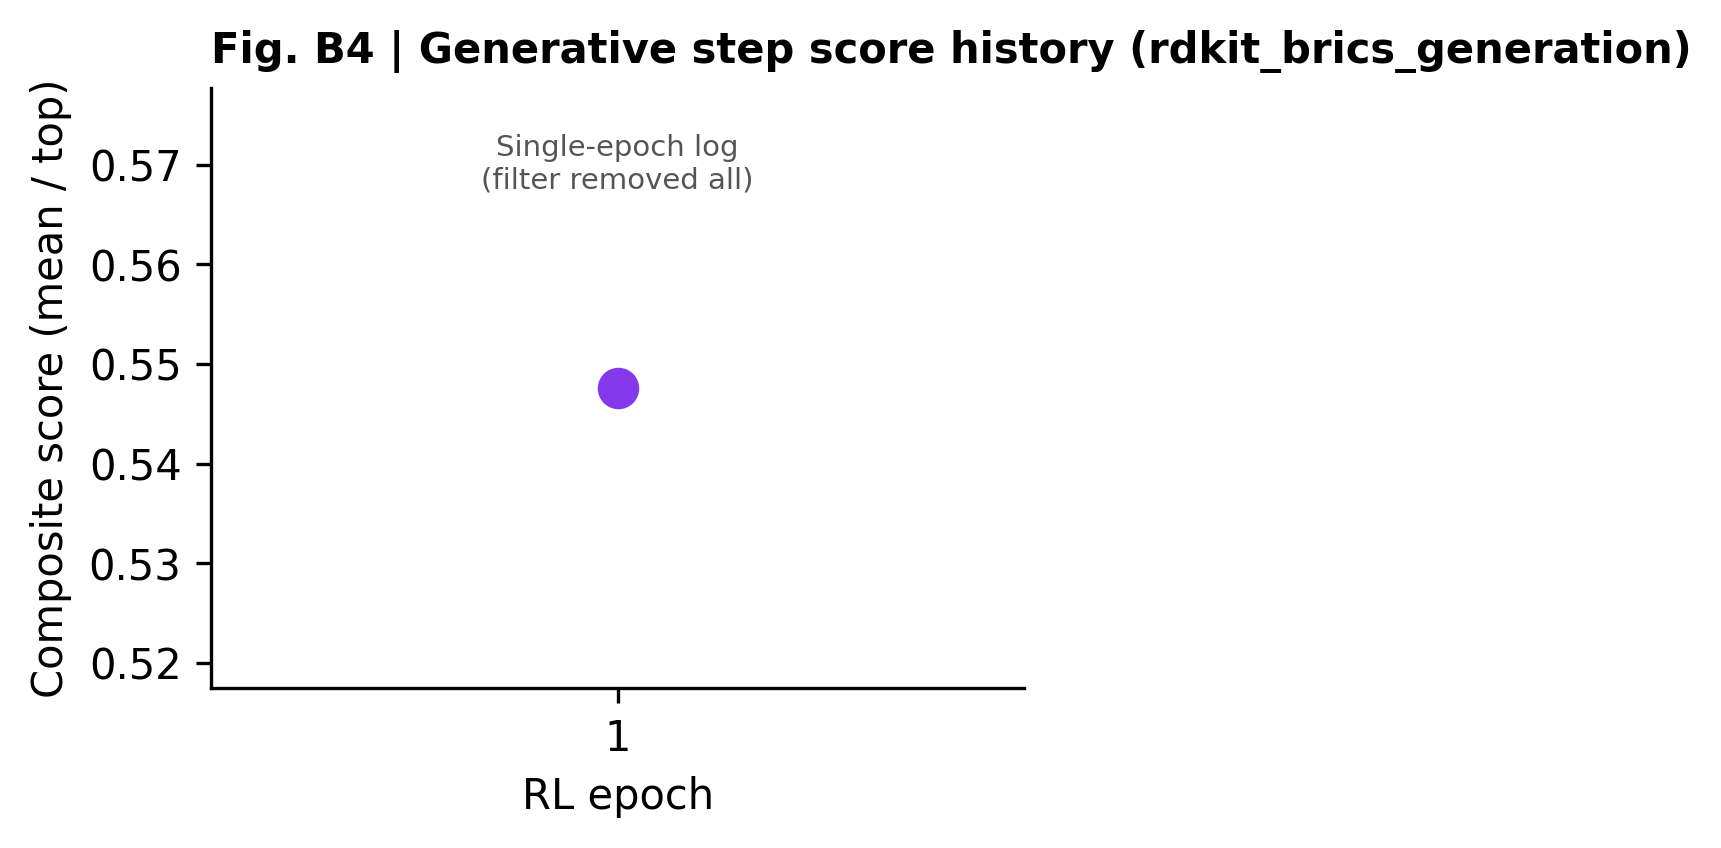 Fig. B4 | Generative step score history (rdkit_brics_generation)
Composite score (mean / top)
Single-epoch log
(filter removed all)
0.57
0.56
0.55
0.54
0.53
0.52
1
RL epoch